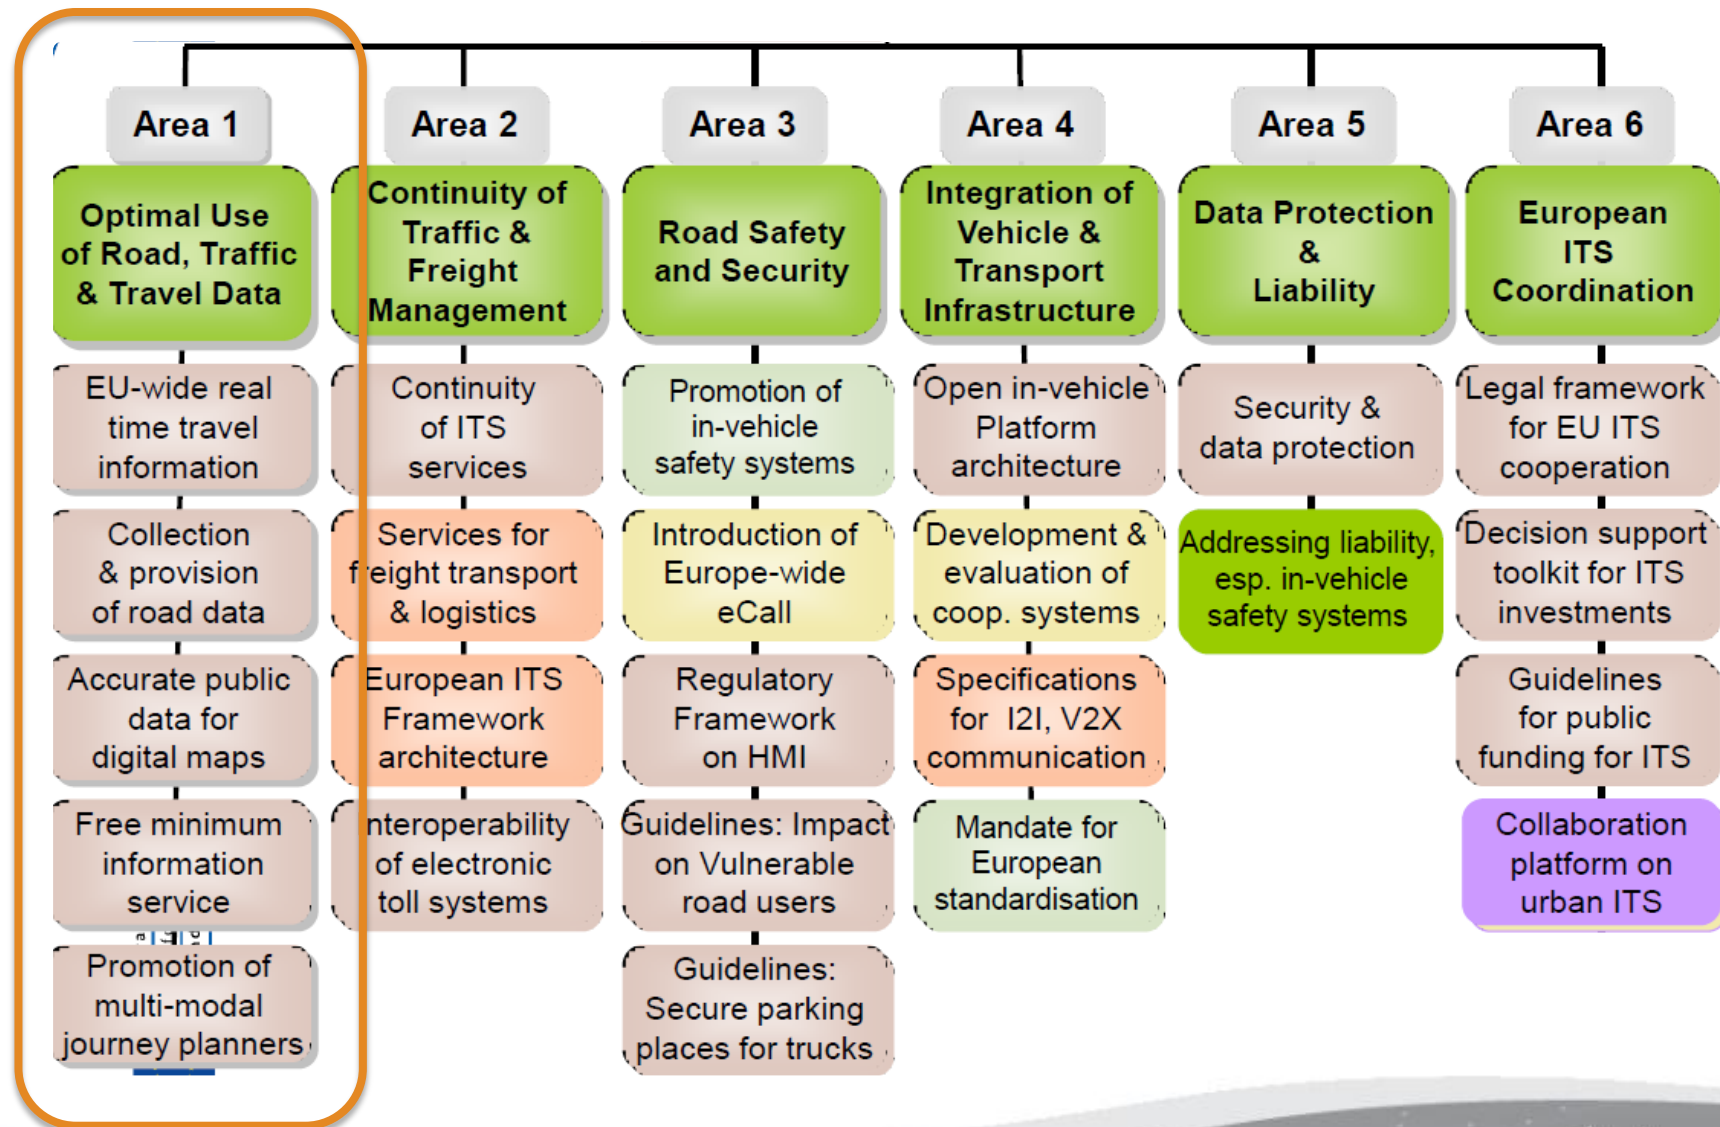 Area 1
Optimal Use
of Road, Traffic
& Travel Data
EU-wide real
time travel
information
Collection
& provision
of road data
Accurate public
data for
digital maps
Free minimum
information
service
Promotion of
multi-modal
journey planners
Area 2
Continuity of
Traffic &
Freight
Management
Continuity
of ITS
services
Services for
freight transport
& logistics
European ITS
Framework
architecture
Interoperability
of electronic
toll systems
Area 3
Road Safety
and Security
Promotion of
in-vehicle
safety systems
Introduction of
Europe-wide
eCall
Regulatory
Framework
on HMI
Guidelines: Impact
on Vulnerable
road users
Guidelines:
Secure parking
places for trucks
Area 4
Integration of
Vehicle &
Transport
Infrastructure
Open in-vehicle
Platform
architecture
Development &
evaluation of
coop. systems
Specifications
for I2I, V2X
communication
Mandate for
European
standardisation
Area 5
Data Protection
&
Liability
Security &
data protection
Addressing liability,
esp. in-vehicle
safety systems
Area 6
European
ITS
Coordination
Legal framework
for EU ITS
cooperation
Decision support
toolkit for ITS
investments
Guidelines
for public
funding for ITS
Collaboration
platform on
urban ITS